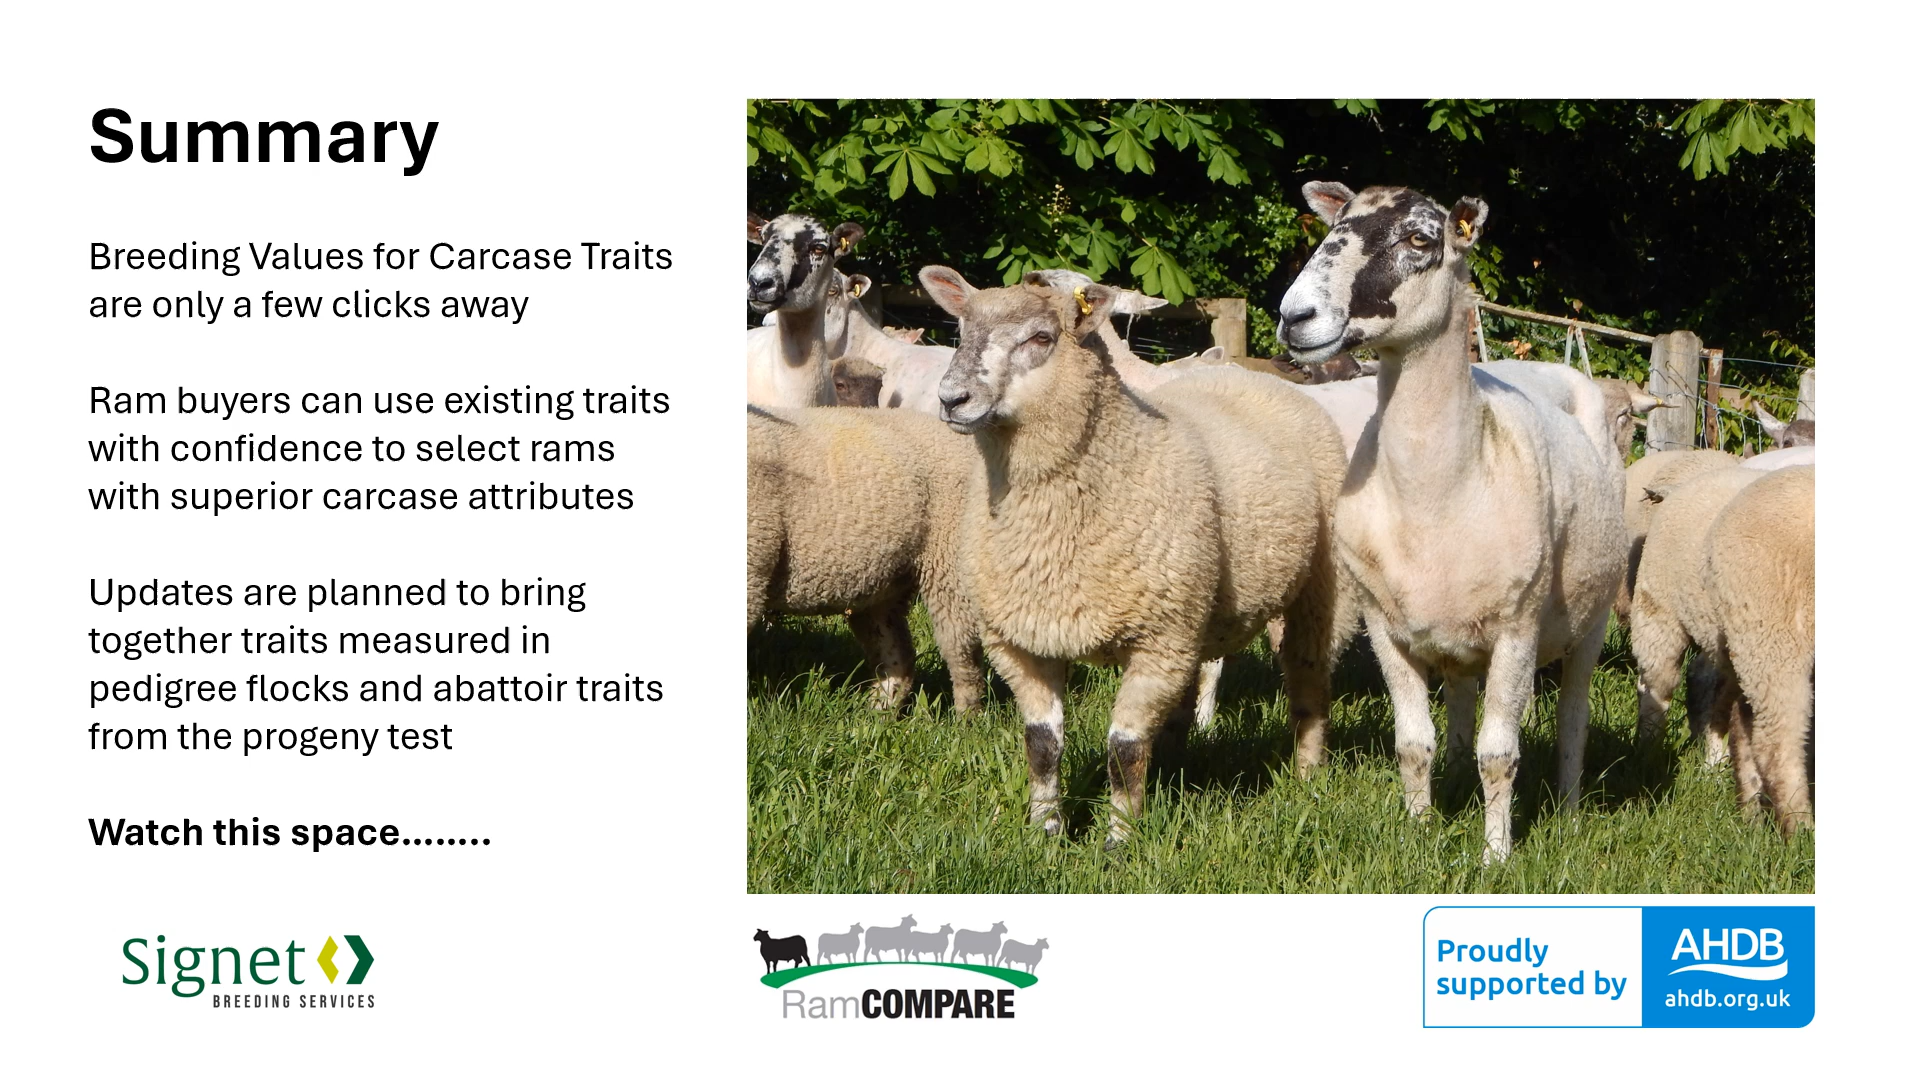 Summary
Breeding Values for Carcase Traits
are only a few clicks away
Ram buyers can use existing traits
with confidence to select rams
with superior carcase attributes
Updates are planned to bring
together traits measured in
pedigree flocks and abattoir traits
from the progeny test
Watch this space........
Signet
BREEDING SERVICES
RamCOMPARE
Proudly
supported by
AHDB
ahdb.org.uk